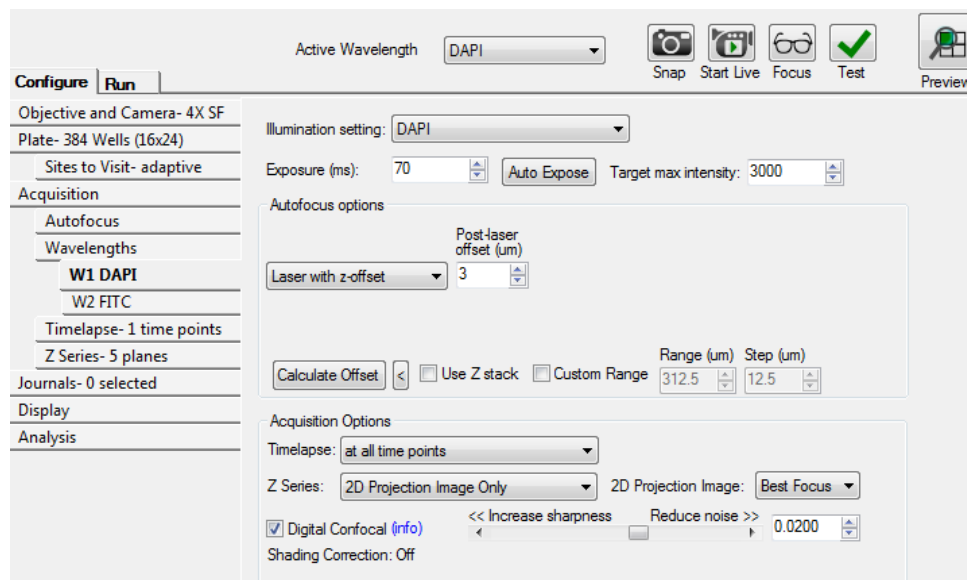 Active Wavelength DAPI
Snap Start Live Focus Test Preview
Configure Run
Objective and Camera- 4X SF
Plate- 384 Wells (16x24)
Sites to Visit- adaptive
Acquisition
Autofocus
Wavelengths
W1 DAPI
W2 FITC
Timelapse- 1 time points
Z Series- 5 planes
Journals- 0 selected
Display
Analysis
Illumination setting: DAPI
Exposure (ms): 70 Auto Expose Target max intensity: 3000
Autofocus options
Post-laser
offset (um)
Laser with z-offset 3
Range (um) Step (um)
Calculate Offset < Use Z stack Custom Range 312.5 12.5
Acquisition Options
Timelapse: at all time points
Z Series: 2D Projection Image Only 2D Projection Image: Best Focus
<< Increase sharpness Reduce noise >>
Digital Confocal (info) 0.0200
Shading Correction: Off